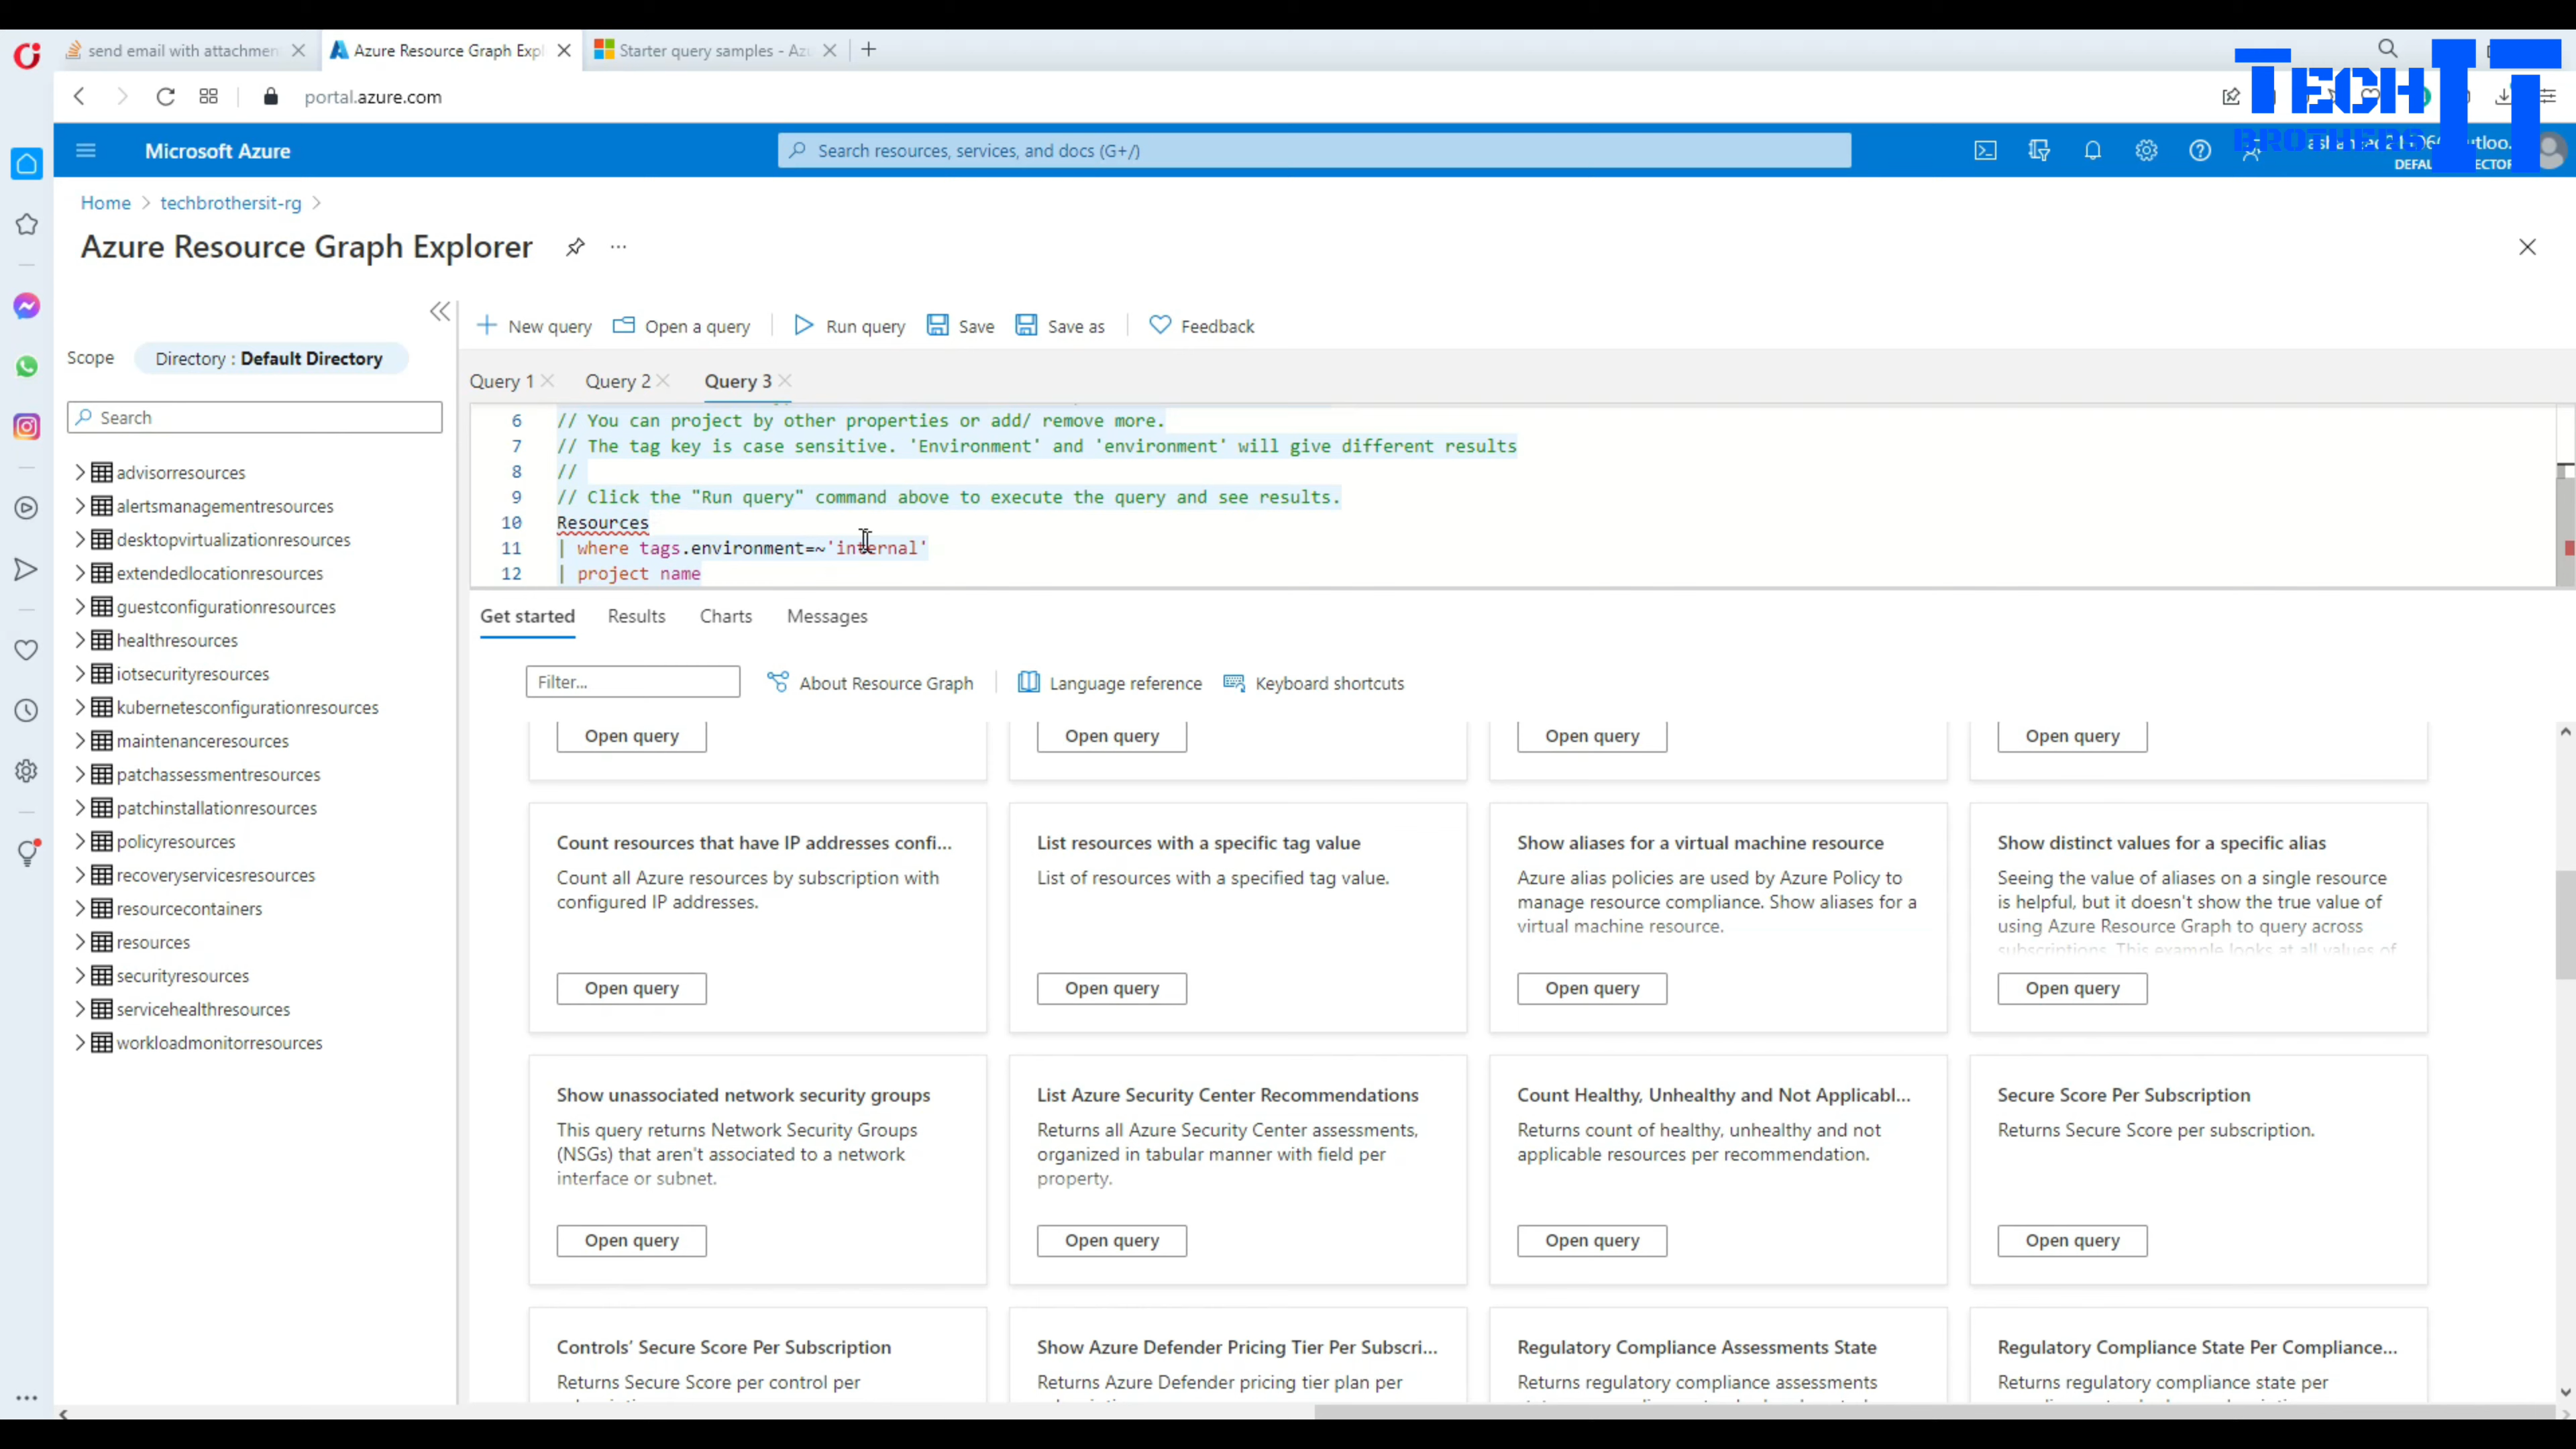 send email with attachmen
Azure Resource Graph Expl
Starter query samples - Az
portal.azure.com
TECH IT
BROTHERS
Microsoft Azure
Search resources, services, and docs (G+/)
Home > techbrothersit-rg >
Azure Resource Graph Explorer
Scope
Directory : Default Directory
Search
advisorresources
alertsmanagementresources
desktopvirtualizationresources
extendedlocationresources
guestconfigurationresources
healthresources
iotsecurityresources
kubernetesconfigurationresources
maintenanceresources
patchassessmentresources
patchinstallationresources
policyresources
recoveryservicesresources
resourcecontainers
resources
securityresources
servicehealthresources
workloadmonitorresources
New query Open a query Run query Save Save as Feedback
Query 1 Query 2 Query 3
6 // You can project by other properties or add/ remove more.
7 // The tag key is case sensitive. 'Environment' and 'environment' will give different results
8 //
9 // Click the "Run query" command above to execute the query and see results.
10 Resources
11 | where tags.environment=~'internal'
12 | project name
Get started Results Charts Messages
Filter... About Resource Graph Language reference Keyboard shortcuts
Open query Open query Open query Open query
Count resources that have IP addresses confi...
Count all Azure resources by subscription with
configured IP addresses.
Open query
List resources with a specific tag value
List of resources with a specified tag value.
Open query
Show aliases for a virtual machine resource
Azure alias policies are used by Azure Policy to
manage resource compliance. Show aliases for a
virtual machine resource.
Open query
Show distinct values for a specific alias
Seeing the value of aliases on a single resource
is helpful, but it doesn't show the true value of
using Azure Resource Graph to query across
subscriptions. This example looks at all values of
Open query
Show unassociated network security groups
This query returns Network Security Groups
(NSGs) that aren't associated to a network
interface or subnet.
Open query
List Azure Security Center Recommendations
Returns all Azure Security Center assessments,
organized in tabular manner with field per
property.
Open query
Count Healthy, Unhealthy and Not Applicabl...
Returns count of healthy, unhealthy and not
applicable resources per recommendation.
Open query
Secure Score Per Subscription
Returns Secure Score per subscription.
Open query
Controls' Secure Score Per Subscription
Returns Secure Score per control per
Show Azure Defender Pricing Tier Per Subscri...
Returns Azure Defender pricing tier plan per
Regulatory Compliance Assessments State
Returns regulatory compliance assessments
Regulatory Compliance State Per Compliance...
Returns regulatory compliance state per